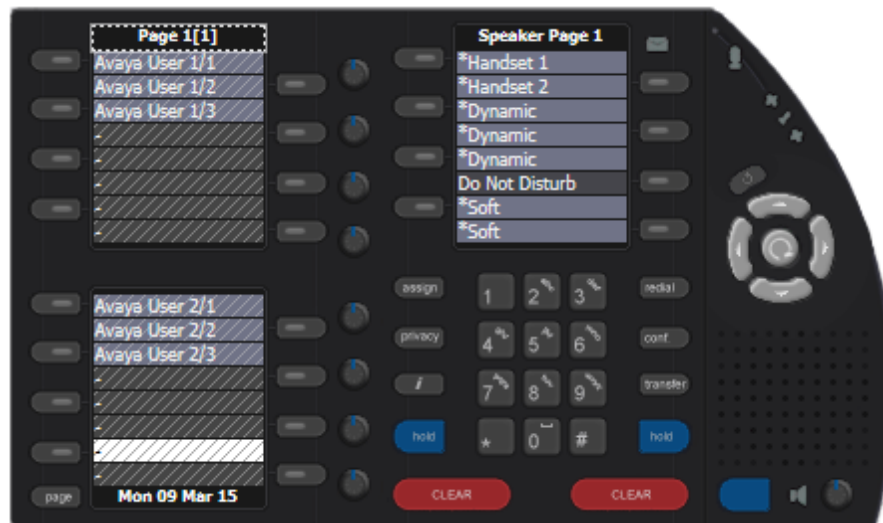 Page 1[1]
Avaya User 1/1
Avaya User 1/2
Avaya User 1/3
-
-
-
-
-
Avaya User 2/1
Avaya User 2/2
Avaya User 2/3
-
-
-
-
-
page
Mon 09 Mar 15
Speaker Page 1
*Handset 1
*Handset 2
*Dynamic
*Dynamic
*Dynamic
Do Not Disturb
*Soft
*Soft
assign
1 2 3
redial
privacy
4 5 6
conf.
i
7 8 9
transfer
hold
* 0 #
hold
CLEAR
CLEAR